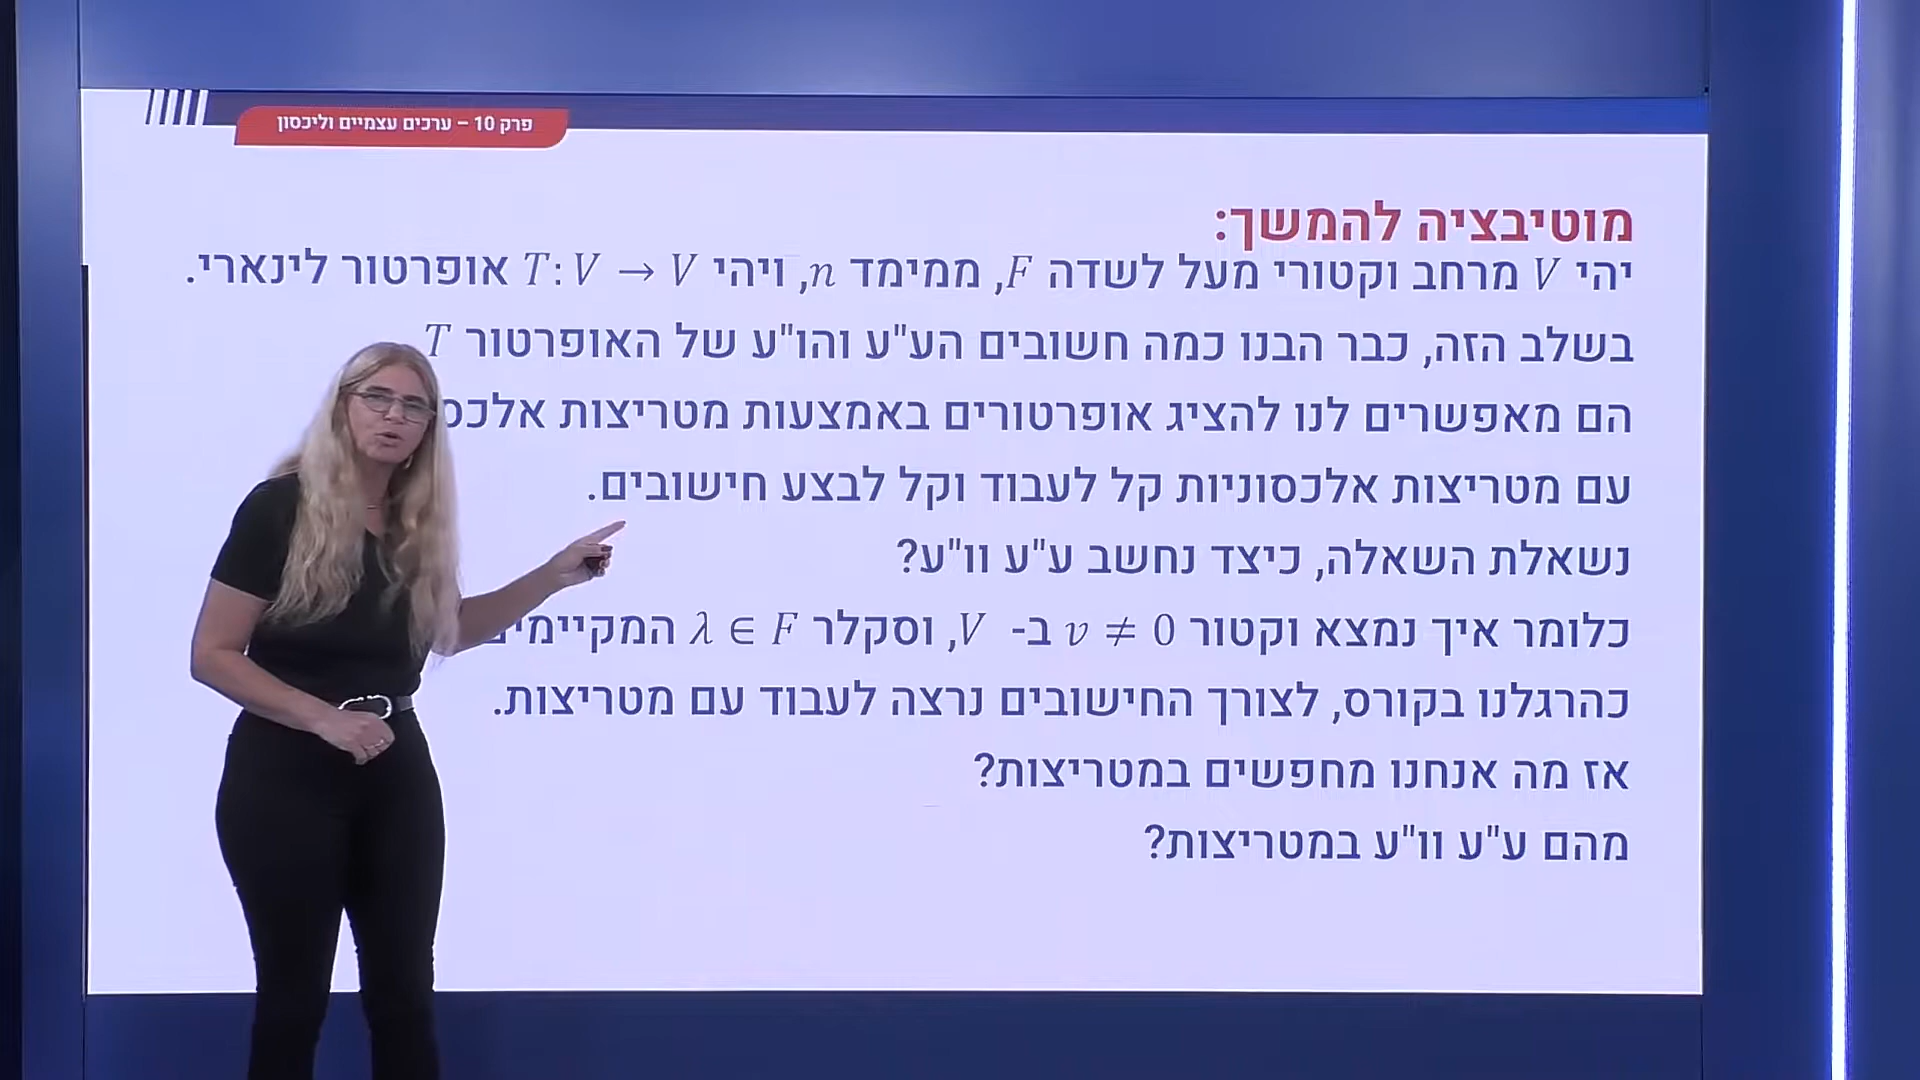 פרק 10 – ערכים עצמיים וליכסון
מוטיבציה להמשך:
יהי V מרחב וקטורי מעל לשדה F, ממימד n, ויהי T: V → V אופרטור לינארי.
בשלב הזה, כבר הבנו כמה חשובים הע"ע והו"ע של האופרטור T
הם מאפשרים לנו להציג אופרטורים באמצעות מטריצות
עם מטריצות אלכסוניות קל לעבוד וקל לבצע חישובים.
נשאלת השאלה, כיצד נחשב ע"ע וו"ע?
כלומר איך נמצא וקטור v ≠ 0 ב- V, וסקלר λ ∈ F
כהרגלנו בקורס, לצורך החישובים נרצה לעבוד עם מטריצות.
אז מה אנחנו מחפשים במטריצות?
מהם ע"ע וו"ע במטריצות?